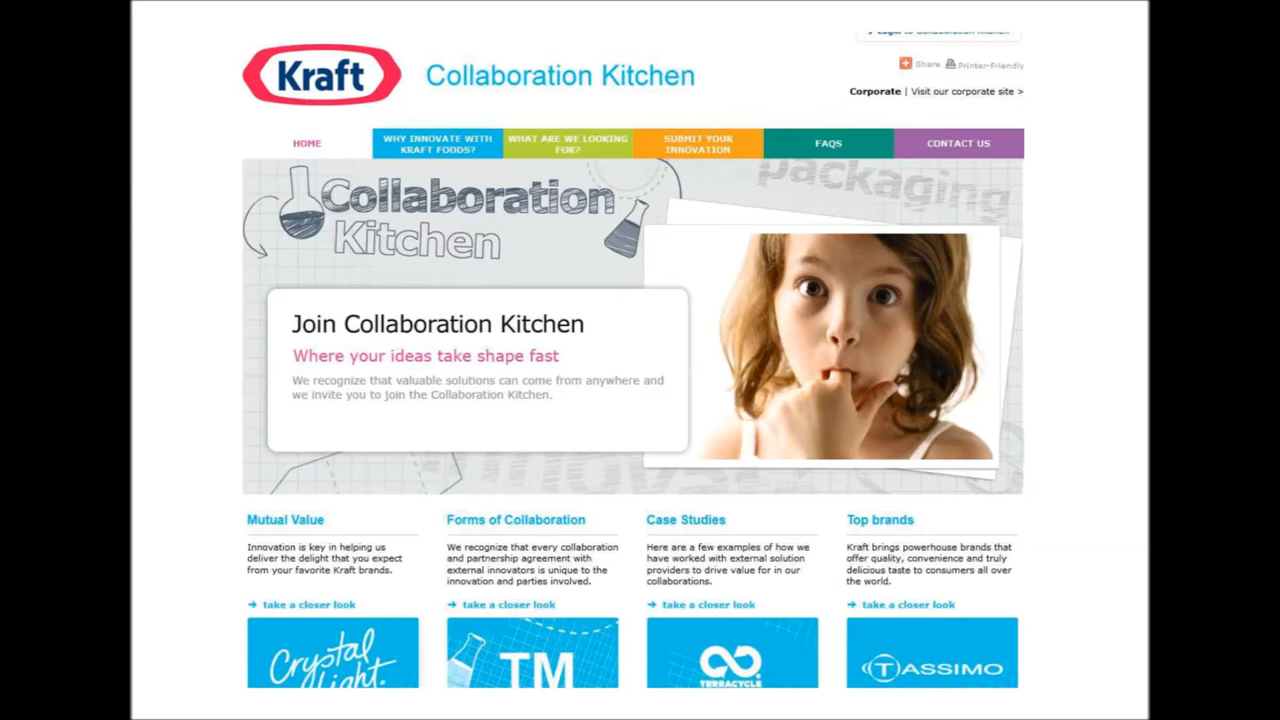 Login to Collaboration Kitchen
Kraft
Collaboration Kitchen
Share Printer-Friendly
Corporate | Visit our corporate site >
HOME
WHY INNOVATE WITH
KRAFT FOODS?
WHAT ARE WE LOOKING
FOR?
SUBMIT YOUR
INNOVATION
FAQS
CONTACT US
packaging
Collaboration
Kitchen
Join Collaboration Kitchen
Where your ideas take shape fast
We recognize that valuable solutions can come from anywhere and
we invite you to join the Collaboration Kitchen.
Mutual Value
Innovation is key in helping us
deliver the delight that you expect
from your favorite Kraft brands.
take a closer look
Crystal
Light.
Forms of Collaboration
We recognize that every collaboration
and partnership agreement with
external innovators is unique to the
innovation and parties involved.
take a closer look
TM
Case Studies
Here are a few examples of how we
have worked with external solution
providers to drive value for in our
collaborations.
take a closer look
TERRACYCLE
Top brands
Kraft brings powerhouse brands that
offer quality, convenience and truly
delicious taste to consumers all over
the world.
take a closer look
TASSIMO